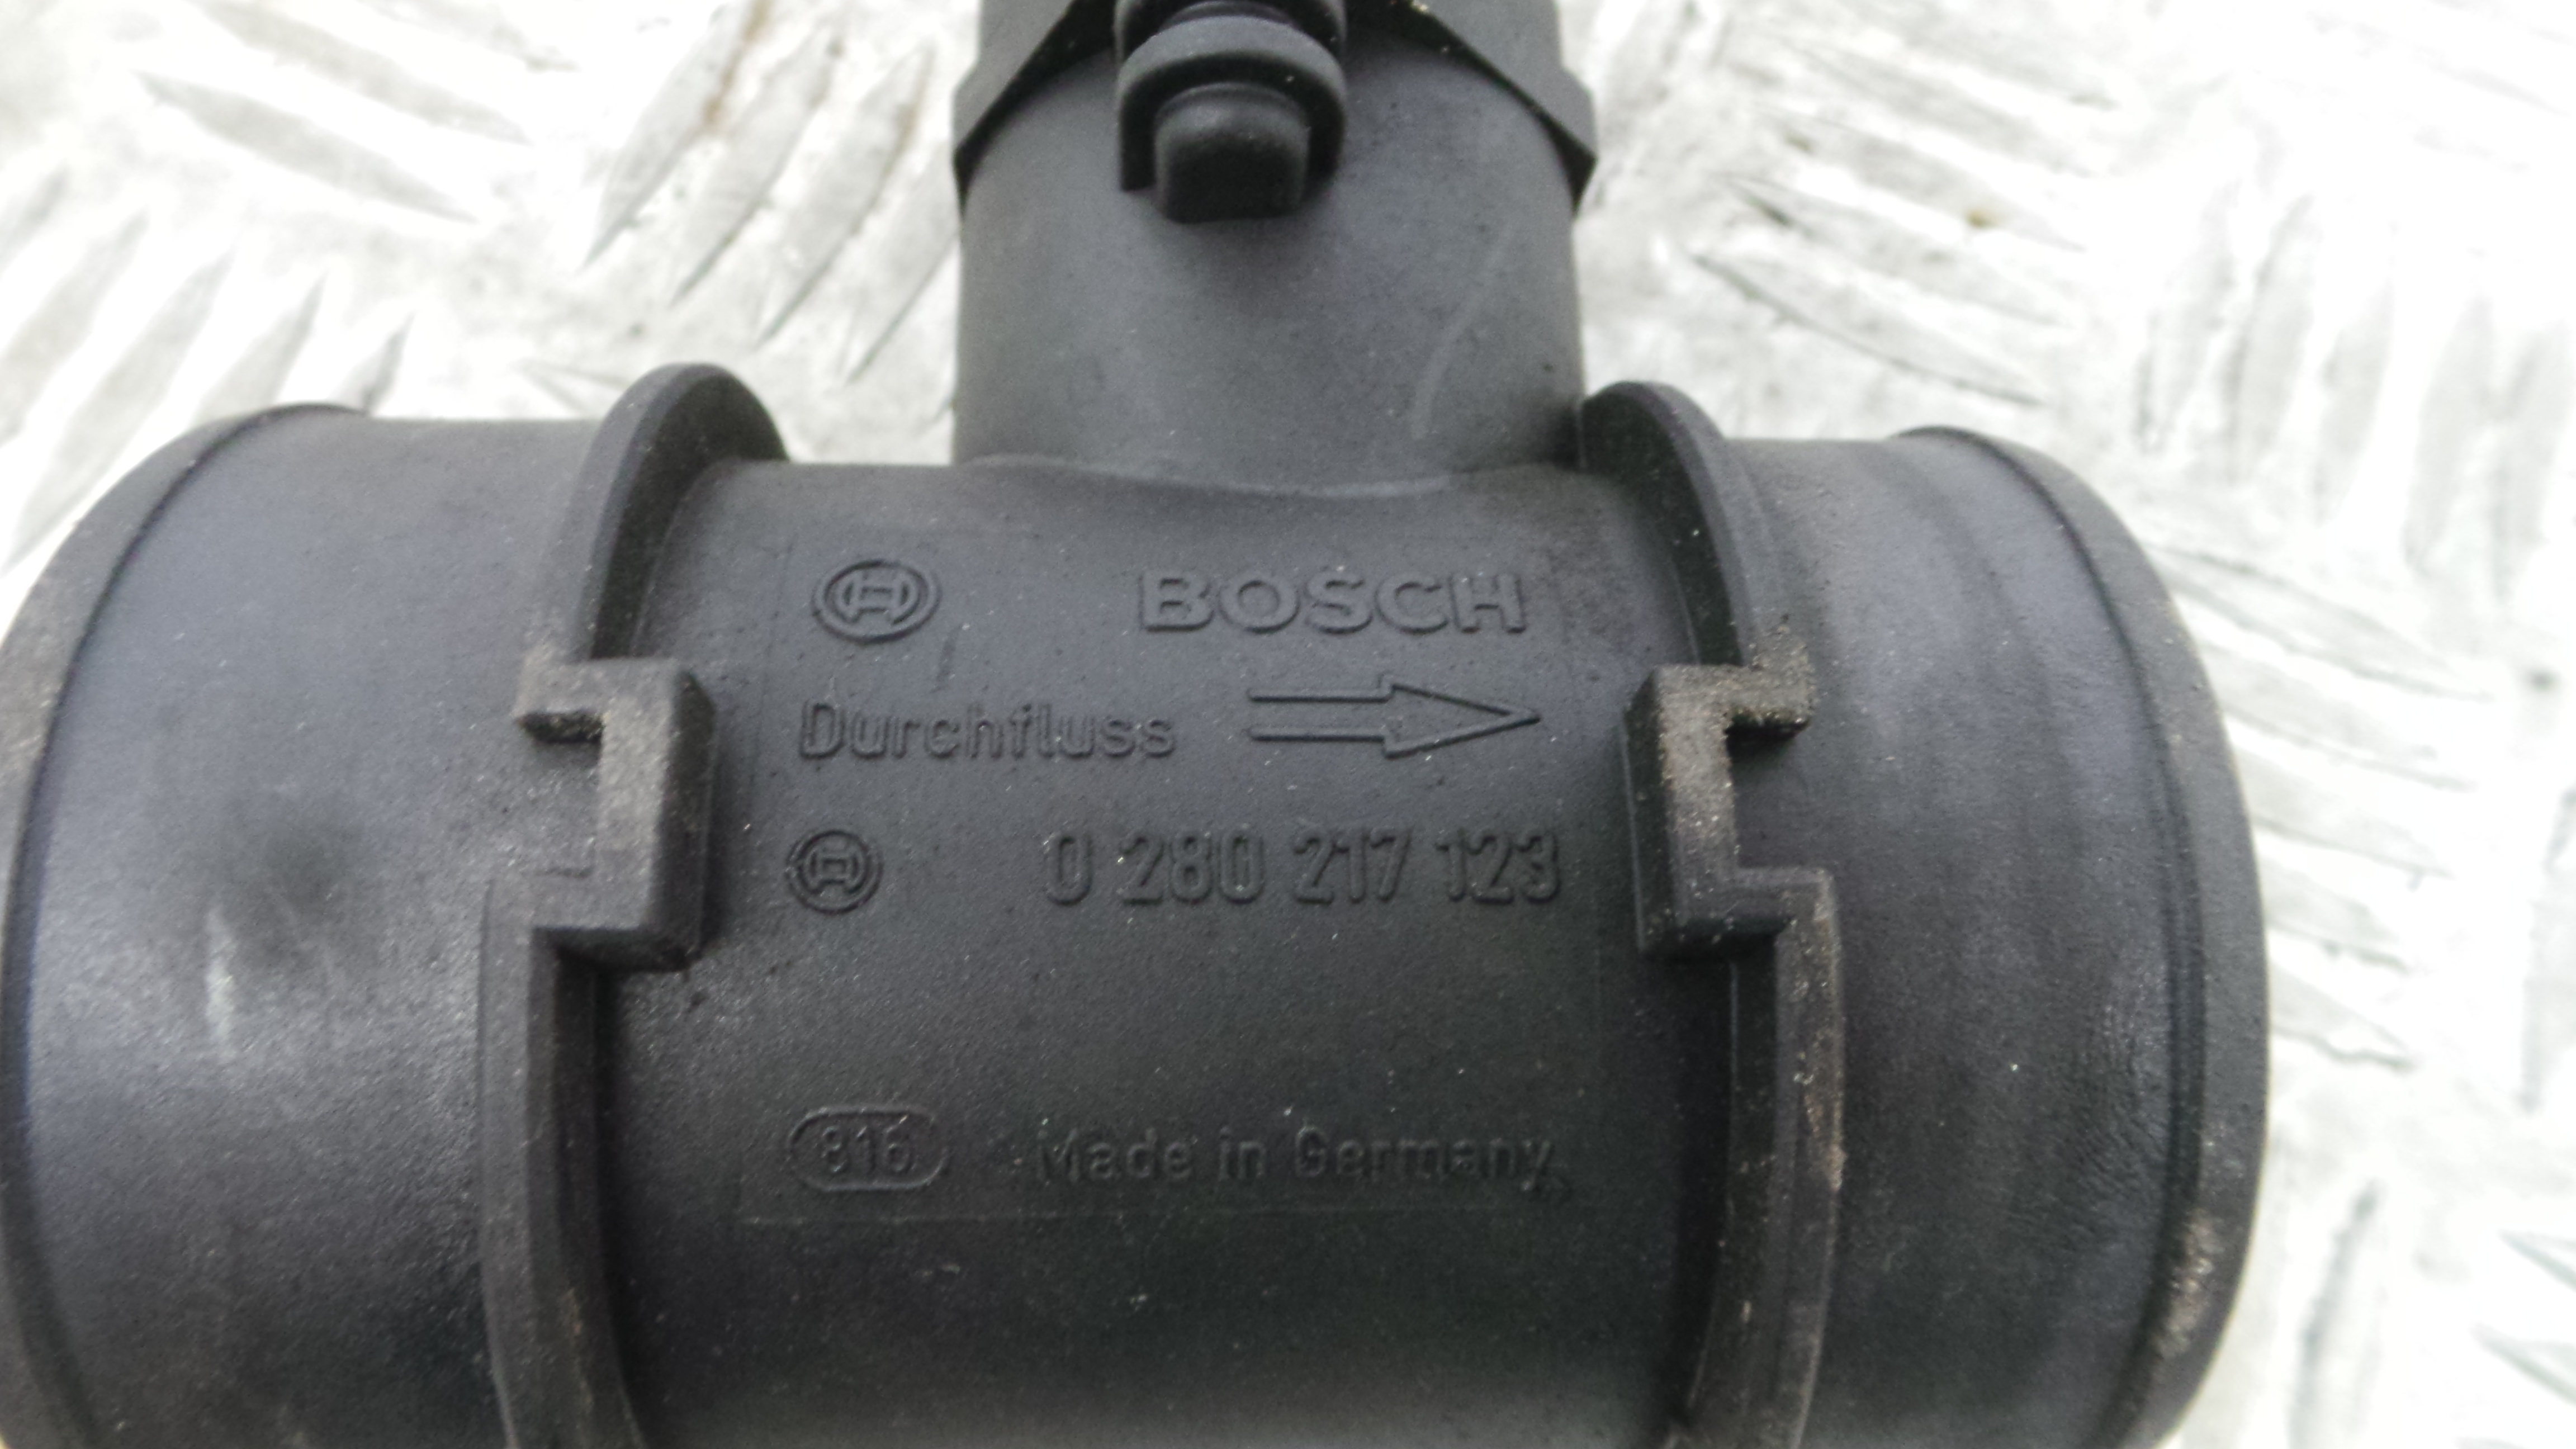 BOSCH
Durchfluss
0 280 217 123
816 Made in Germany